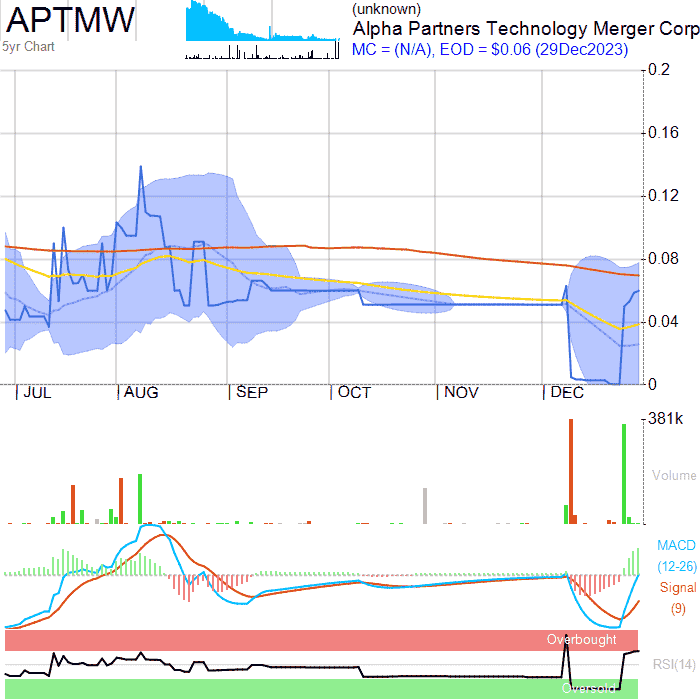 APTMW
5yr Chart
(unknown)
Alpha Partners Technology Merger Corp
MC = (N/A), EOD = $0.06 (29Dec2023)
0.2
0.16
0.12
0.08
0.04
0
JUL AUG SEP OCT NOV DEC
381k
Volume
MACD
(12-26)
Signal
(9)
Overbought
RSI(14)
Oversold